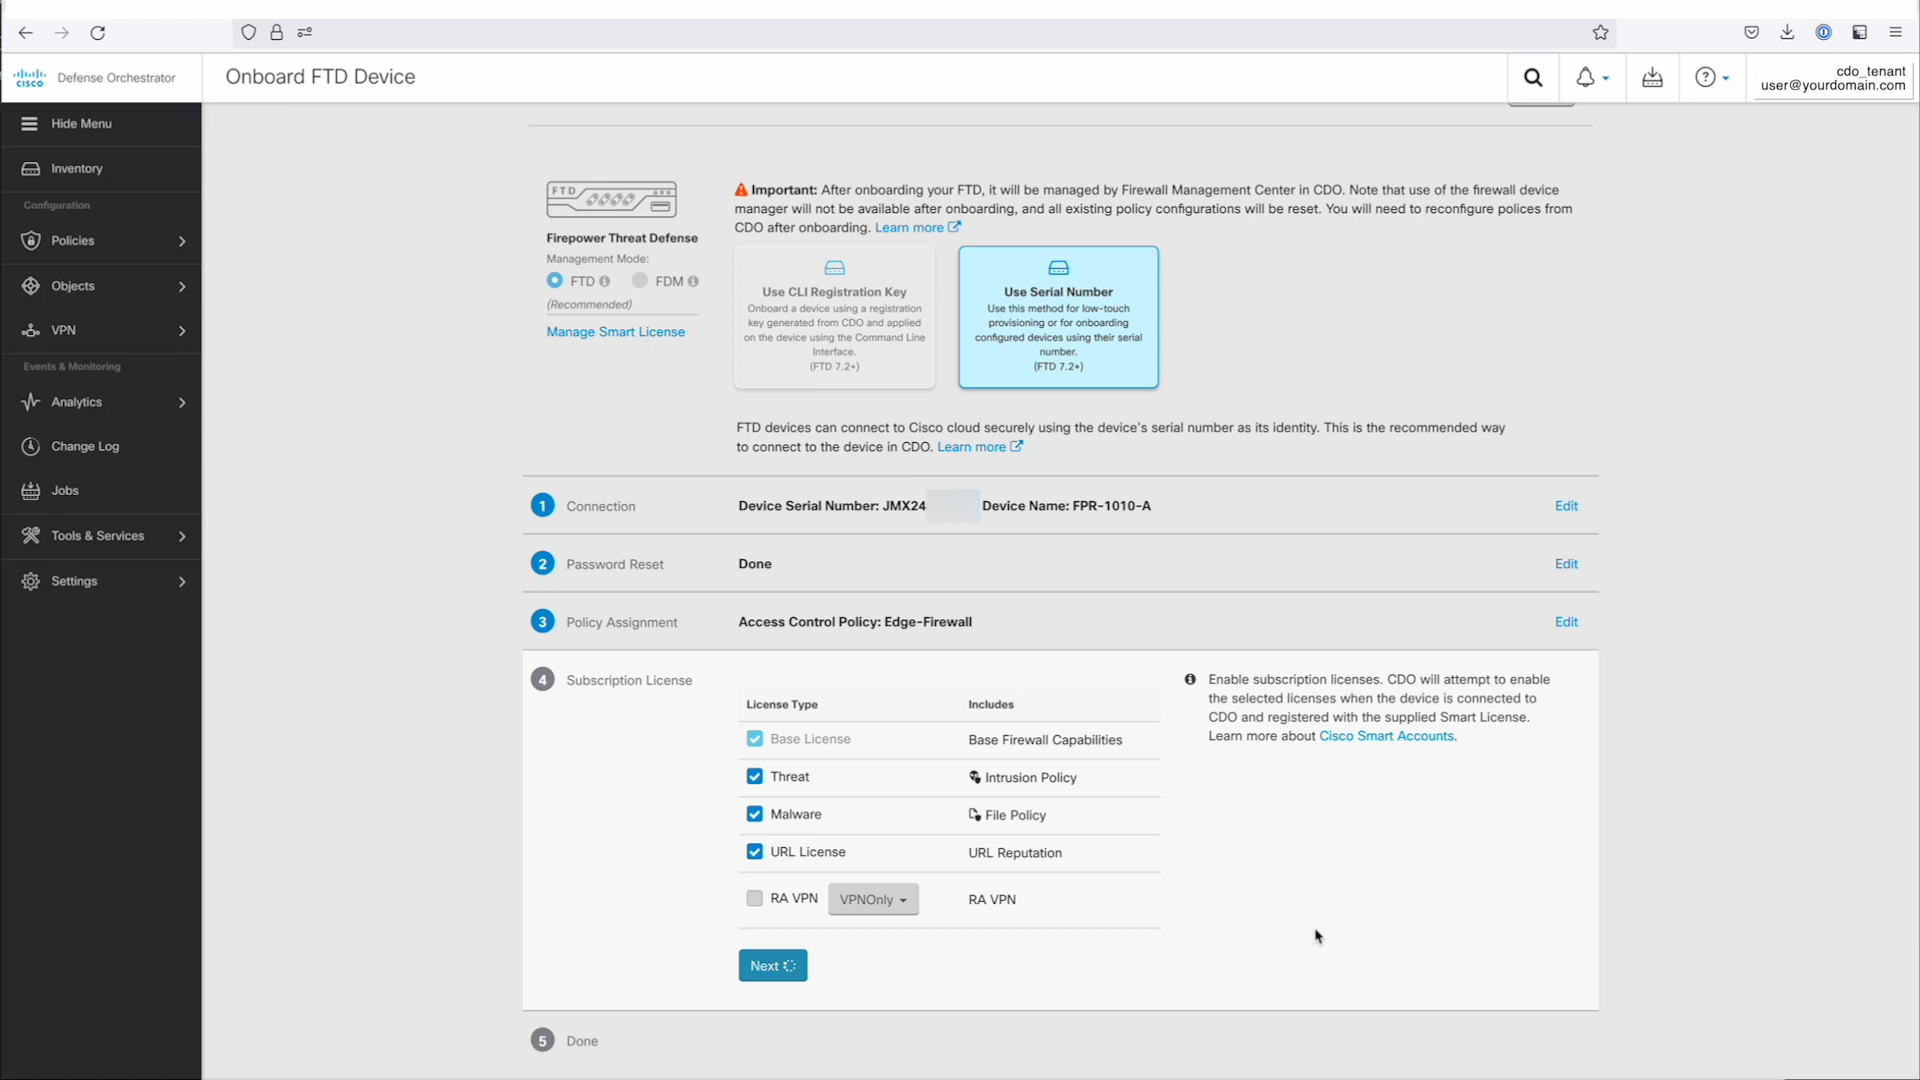 CISCO
Defense Orchestrator
Onboard FTD Device
cdo_tenant
user@yourdomain.com
Hide Menu
Inventory
Configuration
Policies
Objects
VPN
Events & Monitoring
Analytics
Change Log
Jobs
Tools & Services
Settings
FTD
Firepower Threat Defense
Management Mode:
FTD
FDM
(Recommended)
Manage Smart License
Important: After onboarding your FTD, it will be managed by Firewall Management Center in CDO. Note that use of the firewall device
manager will not be available after onboarding, and all existing policy configurations will be reset. You will need to reconfigure polices from
CDO after onboarding. Learn more
Use CLI Registration Key
Onboard a device using a registration
key generated from CDO and applied
on the device using the Command Line
Interface.
(FTD 7.2+)
Use Serial Number
Use this method for low-touch
provisioning or for onboarding
configured devices using their serial
number.
(FTD 7.2+)
FTD devices can connect to Cisco cloud securely using the device's serial number as its identity. This is the recommended way
to connect to the device in CDO. Learn more
1 Connection Device Serial Number: JMX24 Device Name: FPR-1010-A Edit
2 Password Reset Done Edit
3 Policy Assignment Access Control Policy: Edge-Firewall Edit
4 Subscription License
License Type Includes
Base License Base Firewall Capabilities
Threat Intrusion Policy
Malware File Policy
URL License URL Reputation
RA VPN VPNOnly RA VPN
Next
Enable subscription licenses. CDO will attempt to enable
the selected licenses when the device is connected to
CDO and registered with the supplied Smart License.
Learn more about Cisco Smart Accounts.
5 Done